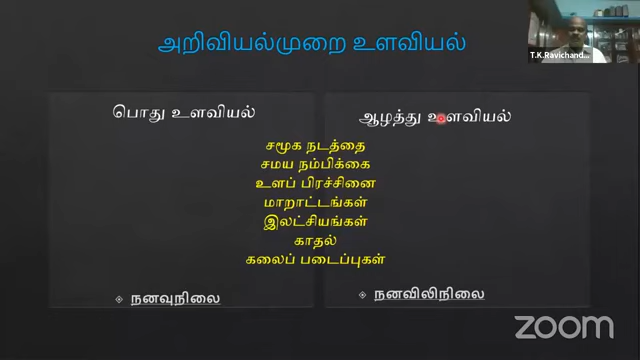 அறிவியல்முறை உளவியல்
T.K.Ravichand...
பொது உளவியல்
ஆழத்து உளவியல்
சமூக நடத்தை
சமய நம்பிக்கை
உளப் பிரச்சினை
மாறாட்டங்கள்
இலட்சியங்கள்
காதல்
கலைப் படைப்புகள்
நனவுநிலை
நனவிலிநிலை
zoom